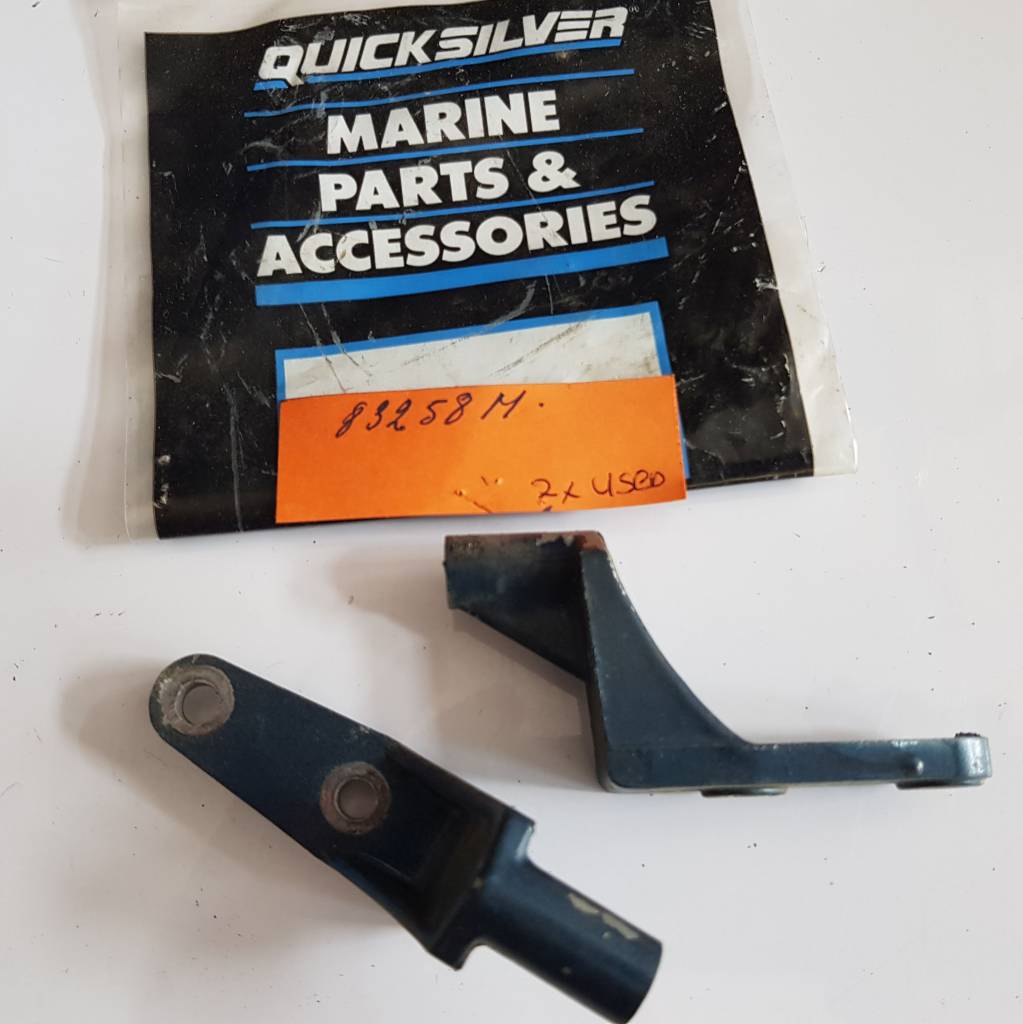 QUICKSILVER®
MARINE
PARTS &
ACCESSORIES
83258M.
2x USED